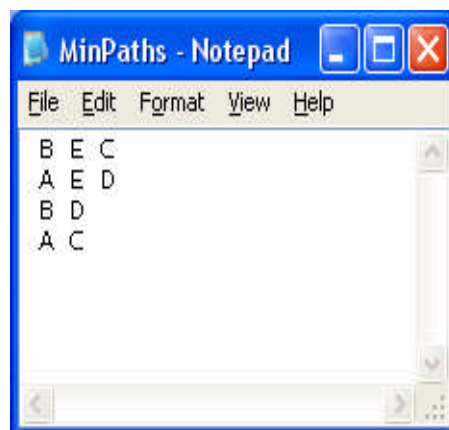 MinPaths - Notepad
File Edit Format View Help
B E C
A E D
B D
A C